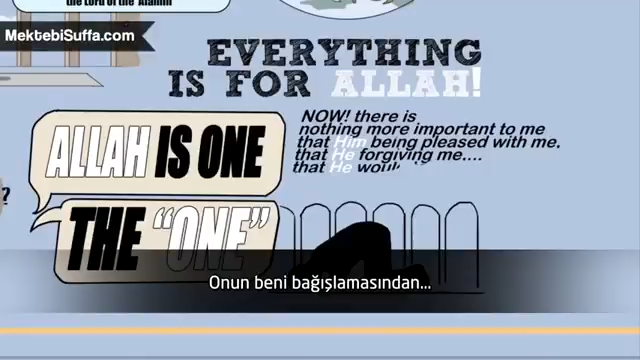 the Lord of the 'Alamin
MektebiSuffa.com
EVERYTHING
IS FOR ALLAH!
NOW! there is
nothing more important to me
that Him being pleased with me,
that He forgiving me....
that He
ALLAH IS ONE
?
THE "ONE"
Onun beni bağışlamasından...